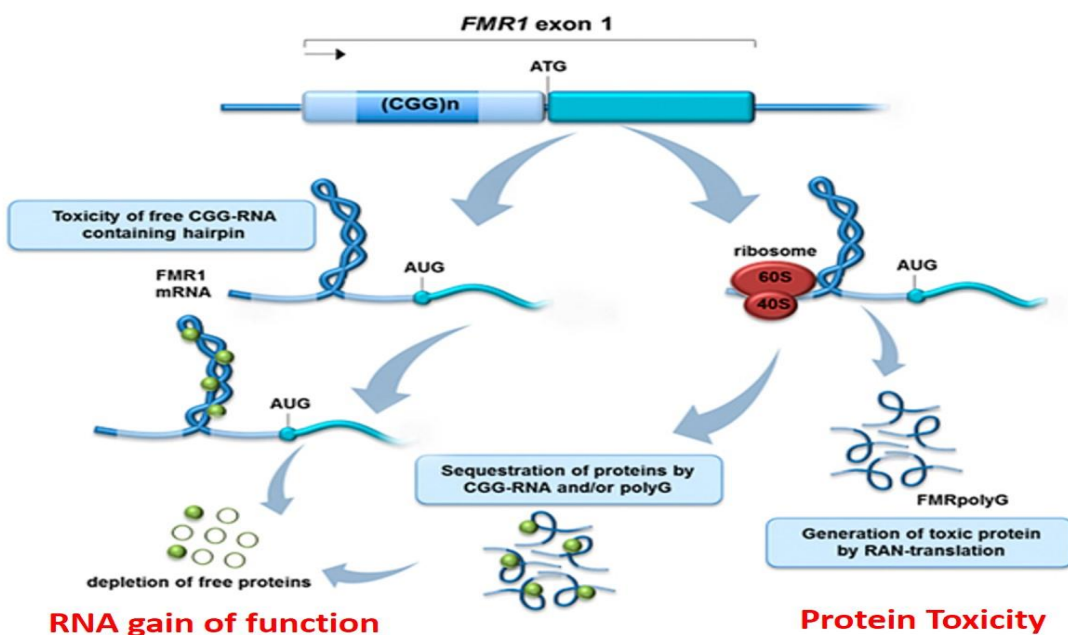 FMR1 exon 1
ATG
(CGG)n
Toxicity of free CGG-RNA
containing hairpin
FMR1
mRNA
AUG
ribosome
60S
40S
AUG
AUG
Sequestration of proteins by
CGG-RNA and/or polyG
FMRpolyG
Generation of toxic protein
by RAN-translation
depletion of free proteins
RNA gain of function
Protein Toxicity